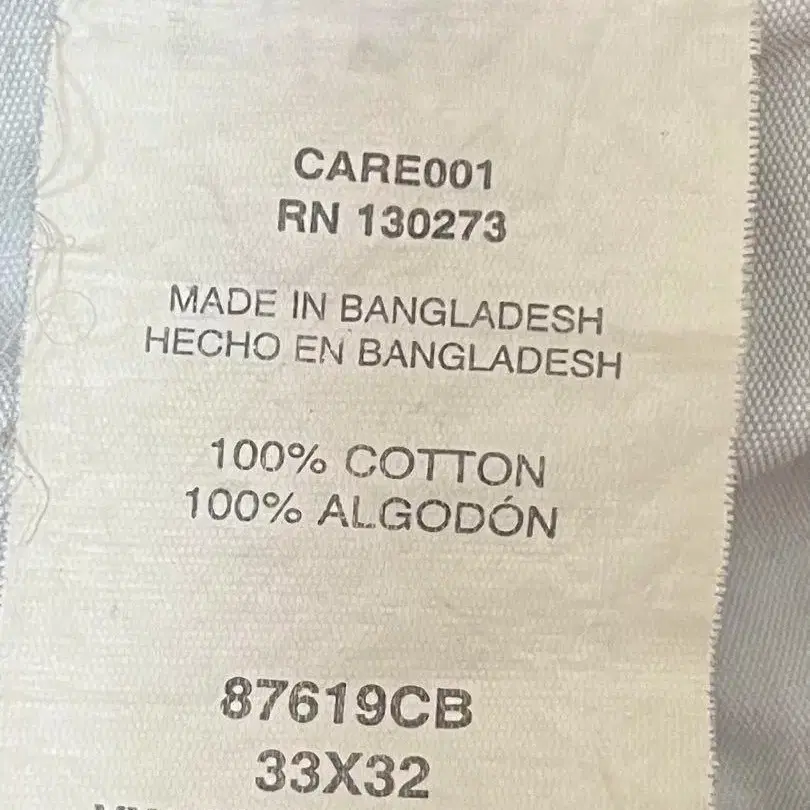 CARE001
RN 130273
MADE IN BANGLADESH
HECHO EN BANGLADESH
100% COTTON
100% ALGODÓN
87619CB
33X32